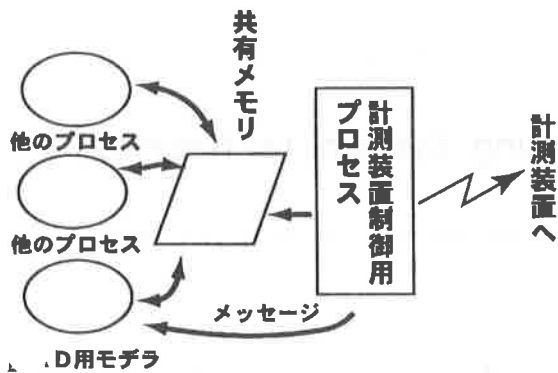 共有メモリ
計測装置制御用
プロセス
計測装置へ
他のプロセス
他のプロセス
メッセージ
D用モデラ